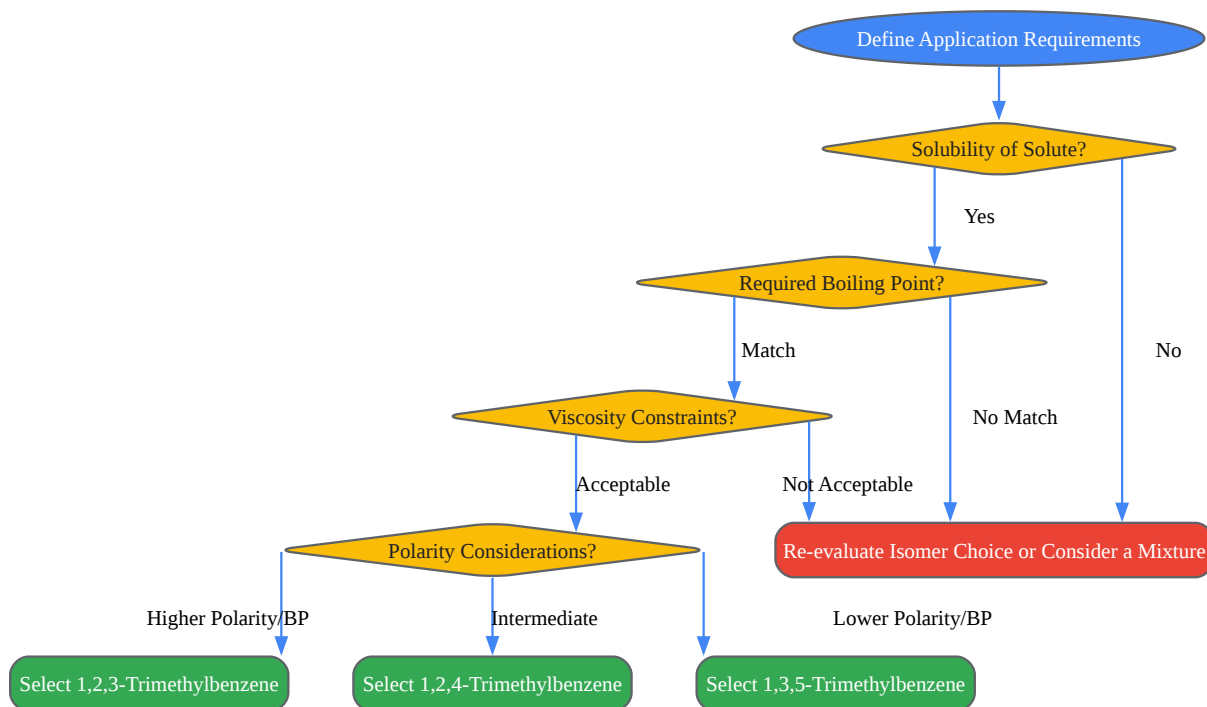 Define Application Requirements
Solubility of Solute?
Yes
Required Boiling Point?
Match
No
Viscosity Constraints?
No Match
Acceptable
Not Acceptable
Polarity Considerations?
Re-evaluate Isomer Choice or Consider a Mixture
Higher Polarity/BP
Intermediate
Lower Polarity/BP
Select 1,2,3-Trimethylbenzene
Select 1,2,4-Trimethylbenzene
Select 1,3,5-Trimethylbenzene